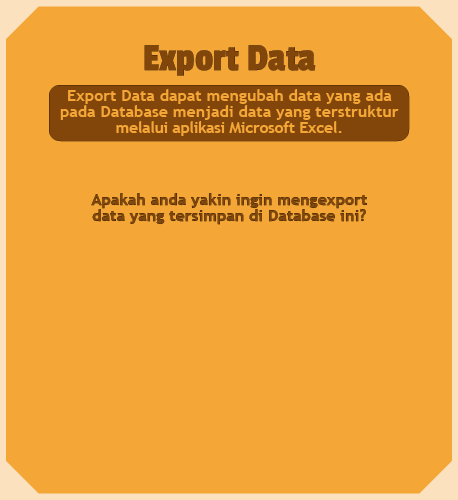 Export Data
Export Data dapat mengubah data yang ada
pada Database menjadi data yang terstruktur
melalui aplikasi Microsoft Excel.
Apakah anda yakin ingin mengexport
data yang tersimpan di Database ini?